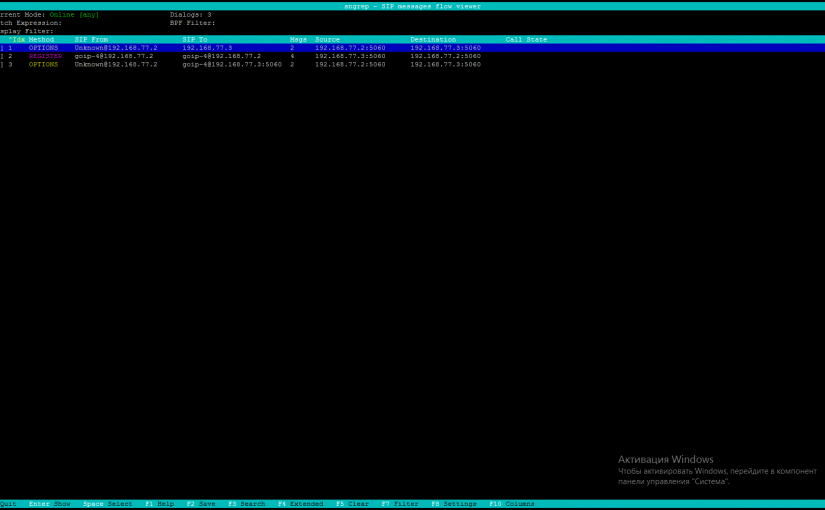 sngrep - SIP messages flow viewer
rrent Mode: Online [any] Dialogs: 3
tch Expression: BPF Filter:
splay Filter:
^Idx Method SIP From SIP To Msgs Source Destination Call State
] 1 OPTIONS Unknown@192.168.77.2 192.168.77.3 2 192.168.77.2:5060 192.168.77.3:5060
] 2 REGISTER goip-4@192.168.77.2 goip-4@192.168.77.2 4 192.168.77.3:5060 192.168.77.2:5060
] 3 OPTIONS Unknown@192.168.77.2 goip-4@192.168.77.3:5060 2 192.168.77.2:5060 192.168.77.3:5060
Активация Windows
Чтобы активировать Windows, перейдите в компонент
панели управления "Система".
Quit Enter Show Space Select F1 Help F2 Save F3 Search F4 Extended F5 Clear F7 Filter F8 Settings F10 Columns